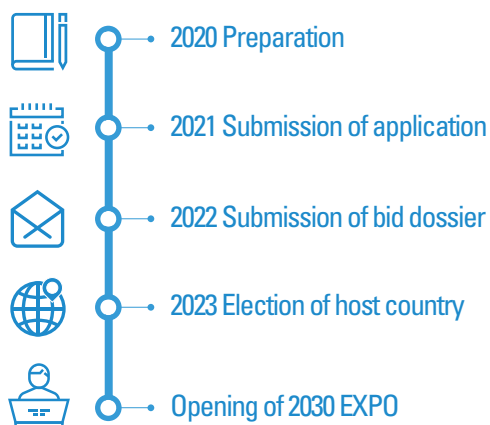 2020 Preparation
2021 Submission of application
2022 Submission of bid dossier
2023 Election of host country
Opening of 2030 EXPO